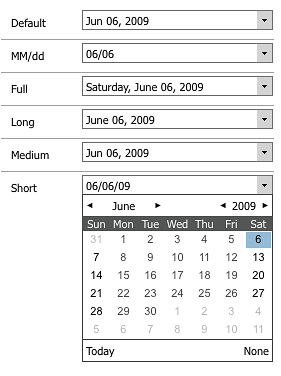 Default Jun 06, 2009
MM/dd 06/06
Full Saturday, June 06, 2009
Long June 06, 2009
Medium Jun 06, 2009
Short 06/06/09
June 2009
Sun Mon Tue Wed Thu Fri Sat
31 1 2 3 4 5 6
7 8 9 10 11 12 13
14 15 16 17 18 19 20
21 22 23 24 25 26 27
28 29 30 1 2 3 4
5 6 7 8 9 10 11
Today None